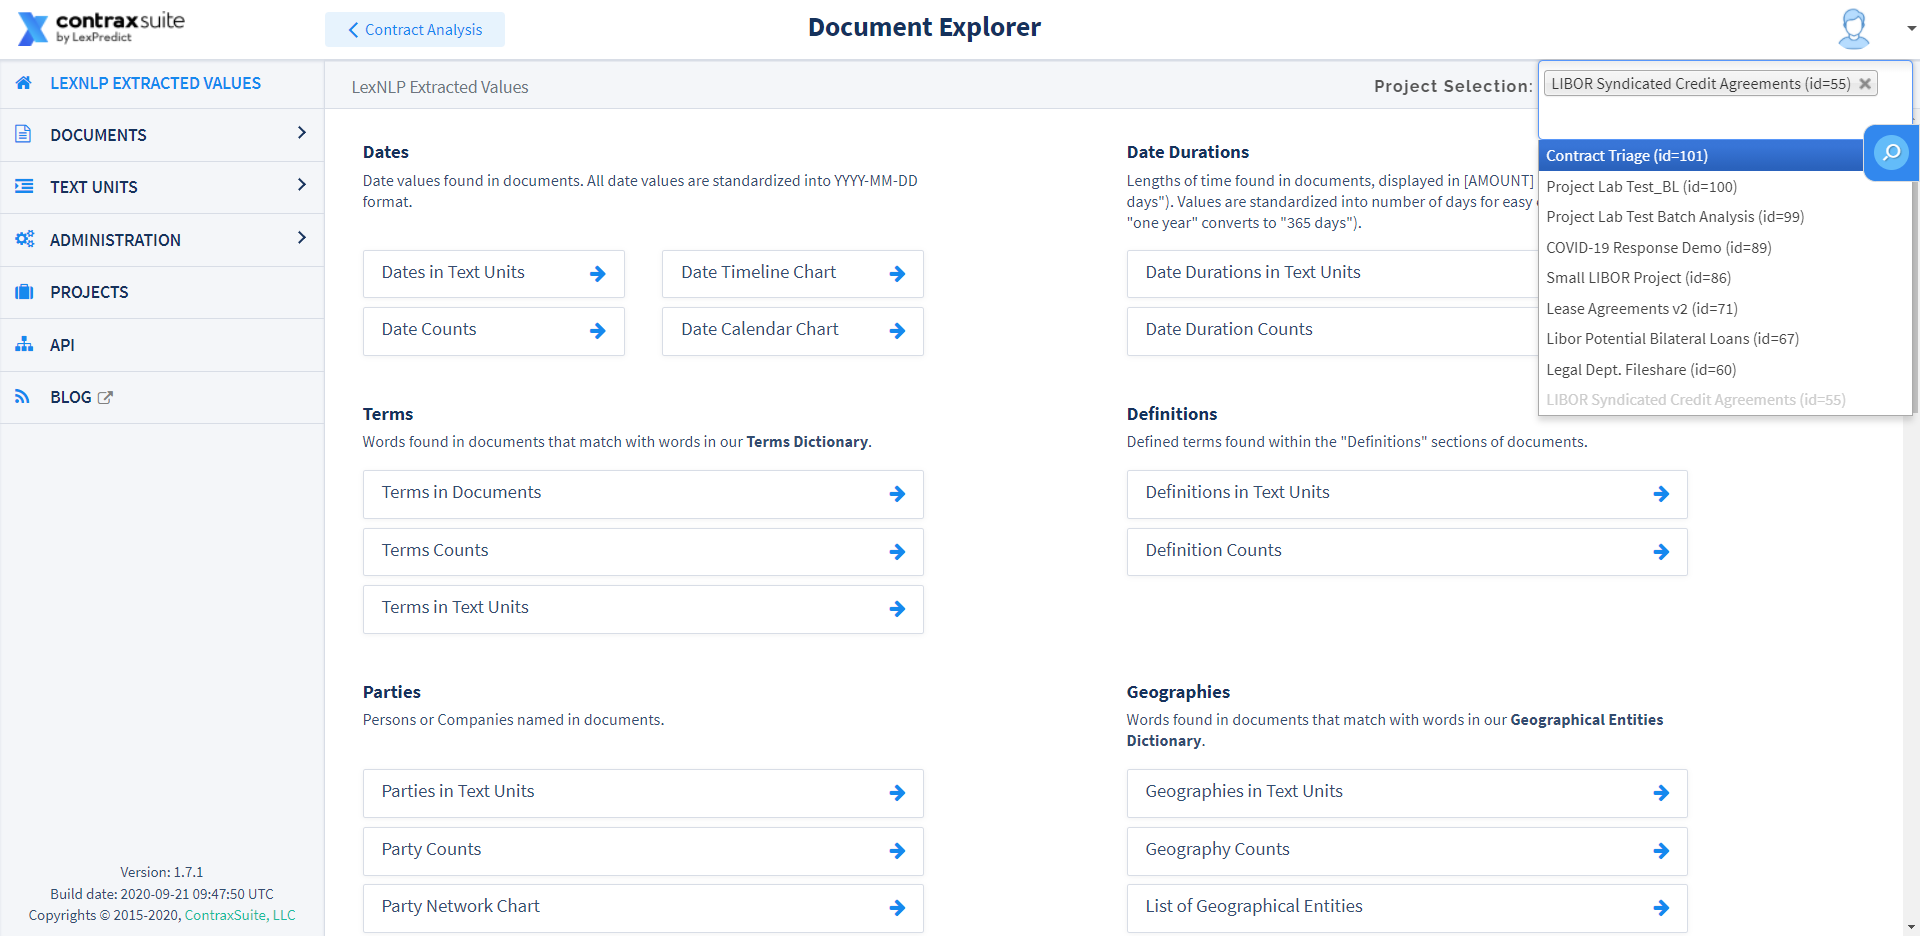 contraxsuite
by LexPredict
Contract Analysis
Document Explorer
LEXNLP EXTRACTED VALUES
DOCUMENTS
TEXT UNITS
ADMINISTRATION
PROJECTS
API
BLOG
Version: 1.7.1
Build date: 2020-09-21 09:47:50 UTC
Copyrights © 2015-2020, ContraxSuite, LLC
LexNLP Extracted Values
Project Selection:
LIBOR Syndicated Credit Agreements (id=55)
Contract Triage (id=101)
Project Lab Test_BL (id=100)
Project Lab Test Batch Analysis (id=99)
COVID-19 Response Demo (id=89)
Small LIBOR Project (id=86)
Lease Agreements v2 (id=71)
Libor Potential Bilateral Loans (id=67)
Legal Dept. Fileshare (id=60)
LIBOR Syndicated Credit Agreements (id=55)
Dates
Date values found in documents. All date values are standardized into YYYY-MM-DD
format.
Dates in Text Units
Date Timeline Chart
Date Counts
Date Calendar Chart
Date Durations
Lengths of time found in documents, displayed in [AMOUNT]
days"). Values are standardized into number of days for easy
"one year" converts to "365 days").
Date Durations in Text Units
Date Duration Counts
Terms
Words found in documents that match with words in our Terms Dictionary.
Terms in Documents
Terms Counts
Terms in Text Units
Definitions
Defined terms found within the "Definitions" sections of documents.
Definitions in Text Units
Definition Counts
Parties
Persons or Companies named in documents.
Parties in Text Units
Party Counts
Party Network Chart
Geographies
Words found in documents that match with words in our Geographical Entities
Dictionary.
Geographies in Text Units
Geography Counts
List of Geographical Entities